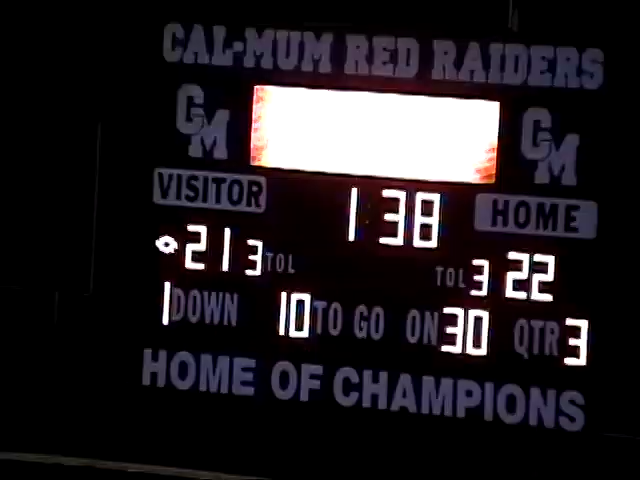 CAL-MUM RED RAIDERS
CM CM
VISITOR 1 38 HOME
21 3 TOL TOL 3 22
1 DOWN 10 TO GO ON 30 QTR 3
HOME OF CHAMPIONS